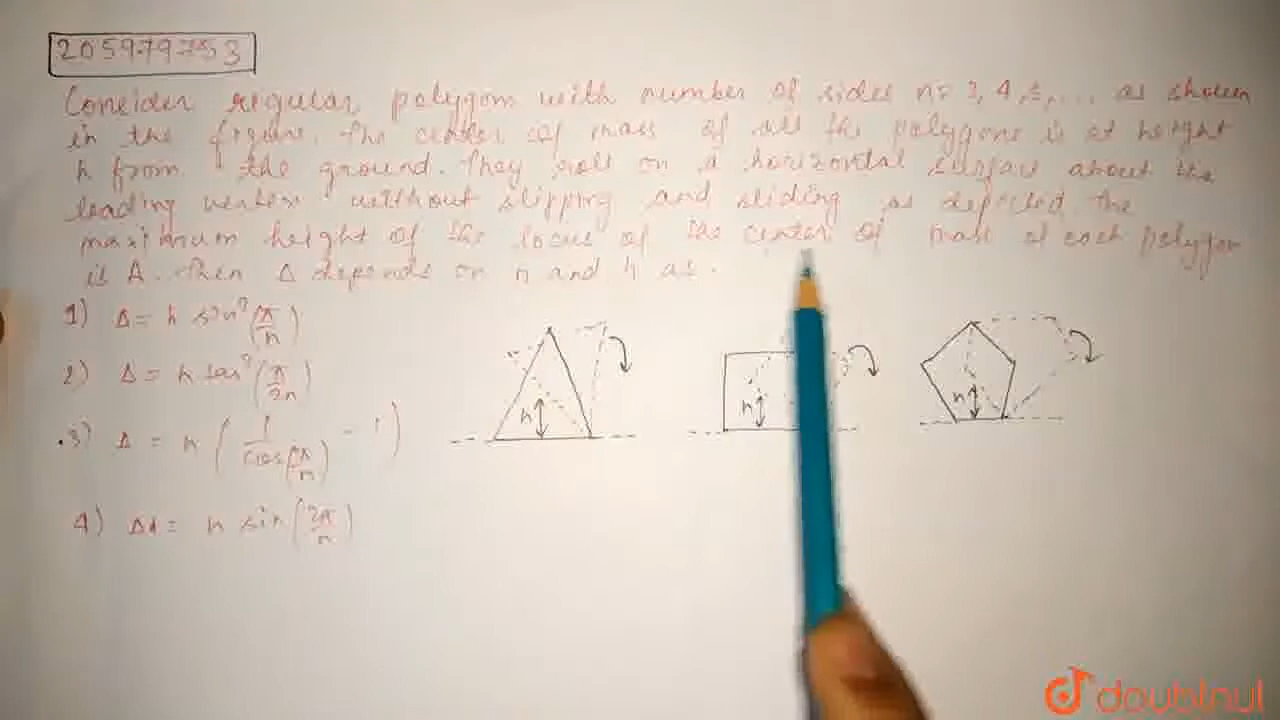 205979753
Consider regular polygom with number of sides n= 3, 4, 5, ... as shown
in the figure. The center of mass of all the polygons is at height
h from the ground. They roll on a horizontal surface about the
leading vertex without slipping and sliding as depicted. The
maximum height of the locus of the center of mass of each polygon
is Δ. Then Δ depends on n and h as.
1) Δ = h sin² (π/n)
2) Δ = h tan² (π/2n)
3) Δ = h (1/cos(π/n) - 1)
4) Δ = h sin (2π/n)
h h h
doubtnut